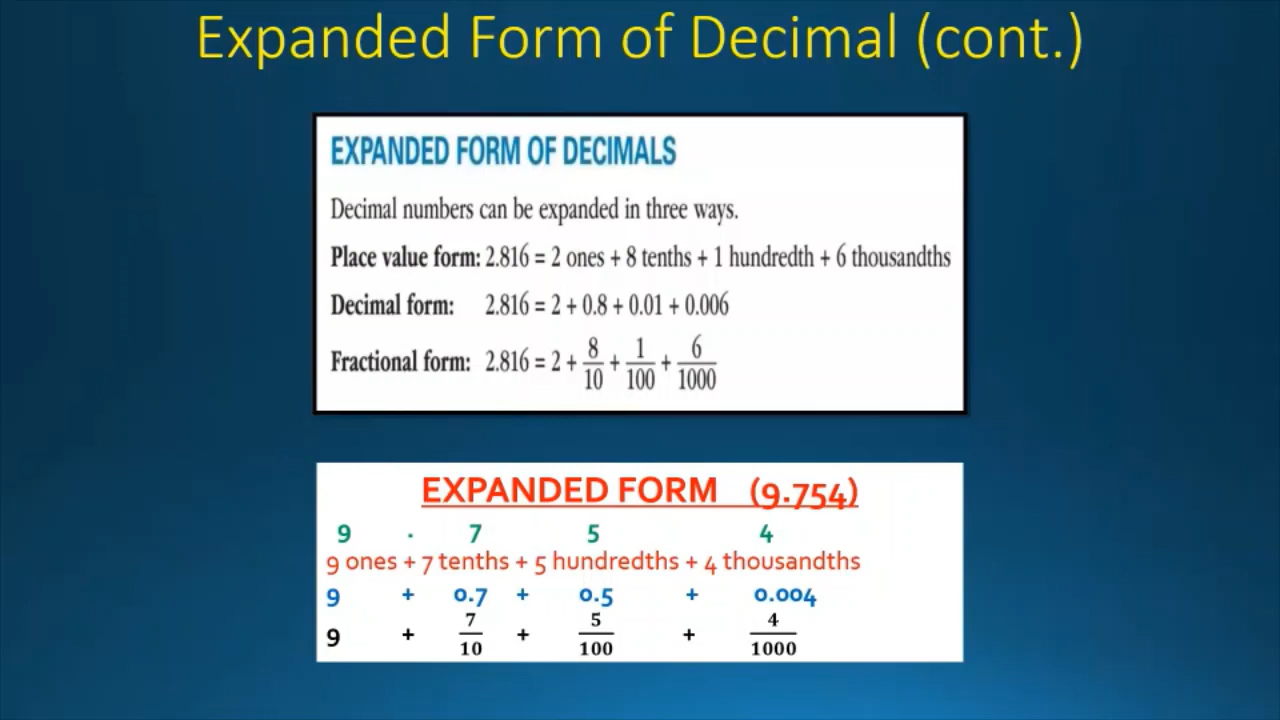 Expanded Form of Decimal (cont.)
EXPANDED FORM OF DECIMALS
Decimal numbers can be expanded in three ways.
Place value form: 2.816 = 2 ones + 8 tenths + 1 hundredth + 6 thousandths
Decimal form: 2.816 = 2 + 0.8 + 0.01 + 0.006
Fractional form: 2.816 = 2 + 8/10 + 1/100 + 6/1000
EXPANDED FORM (9.754)
9 . 7 5 4
9 ones + 7 tenths + 5 hundredths + 4 thousandths
9 + 0.7 + 0.5 + 0.004
9 + 7/10 + 5/100 + 4/1000